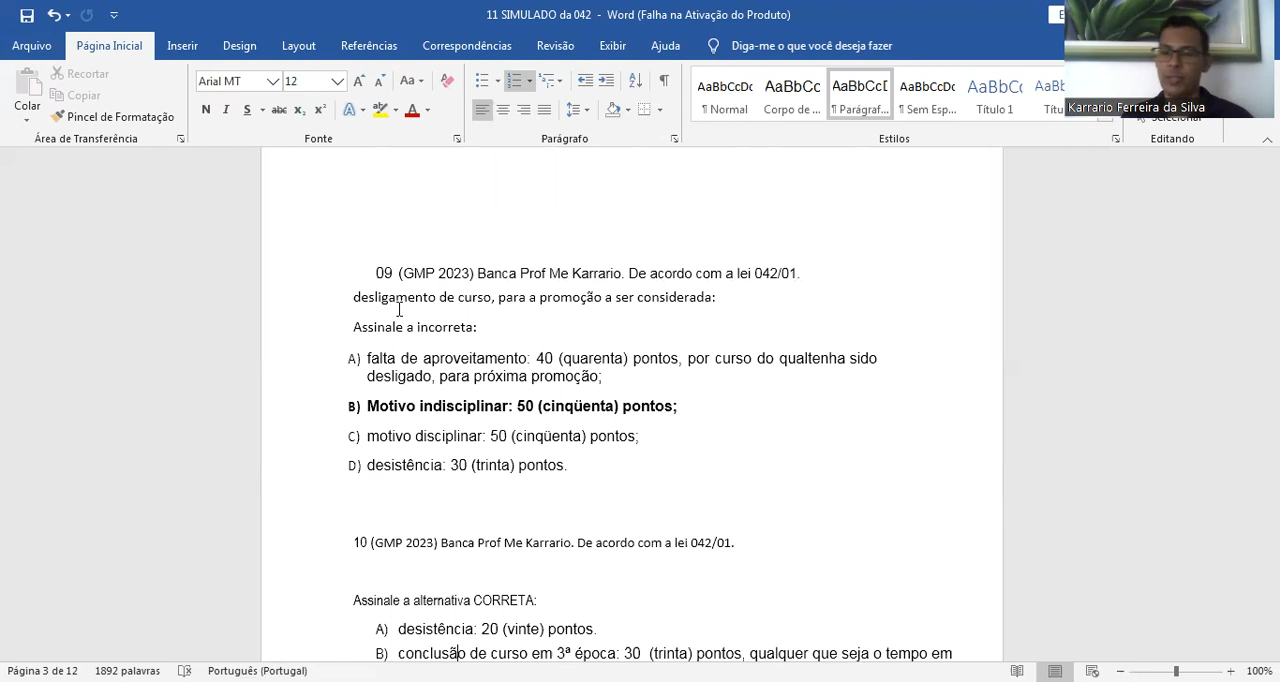 11 SIMULADO da 042 - Word (Falha na Ativação do Produto)
Arquivo Página Inicial Inserir Design Layout Referências Correspondências Revisão Exibir Ajuda Diga-me o que você deseja fazer
Colar
Recortar
Copiar
Pincel de Formatação
Área de Transferência
Arial MT 12
Fonte
Parágrafo
AaBbCcDc AaBbC AaBbCcI AaBbCcDc AaBbCc AaBb
¶ Normal Corpo de ... ¶ Parágraf... ¶ Sem Esp... Título 1
Estilos
Editando
Karrario Ferreira da Silva
09 (GMP 2023) Banca Prof Me Karrario. De acordo com a lei 042/01.
desligamento de curso, para a promoção a ser considerada:
Assinale a incorreta:
A) falta de aproveitamento: 40 (quarenta) pontos, por curso do qualtenha sido
desligado, para próxima promoção;
B) Motivo indisciplinar: 50 (cinqüenta) pontos;
C) motivo disciplinar: 50 (cinqüenta) pontos;
D) desistência: 30 (trinta) pontos.
10 (GMP 2023) Banca Prof Me Karrario. De acordo com a lei 042/01.
Assinale a alternativa CORRETA:
A) desistência: 20 (vinte) pontos.
B) conclusão de curso em 3ª época: 30 (trinta) pontos, qualquer que seja o tempo em
Página 3 de 12 1892 palavras Português (Portugal) 100%